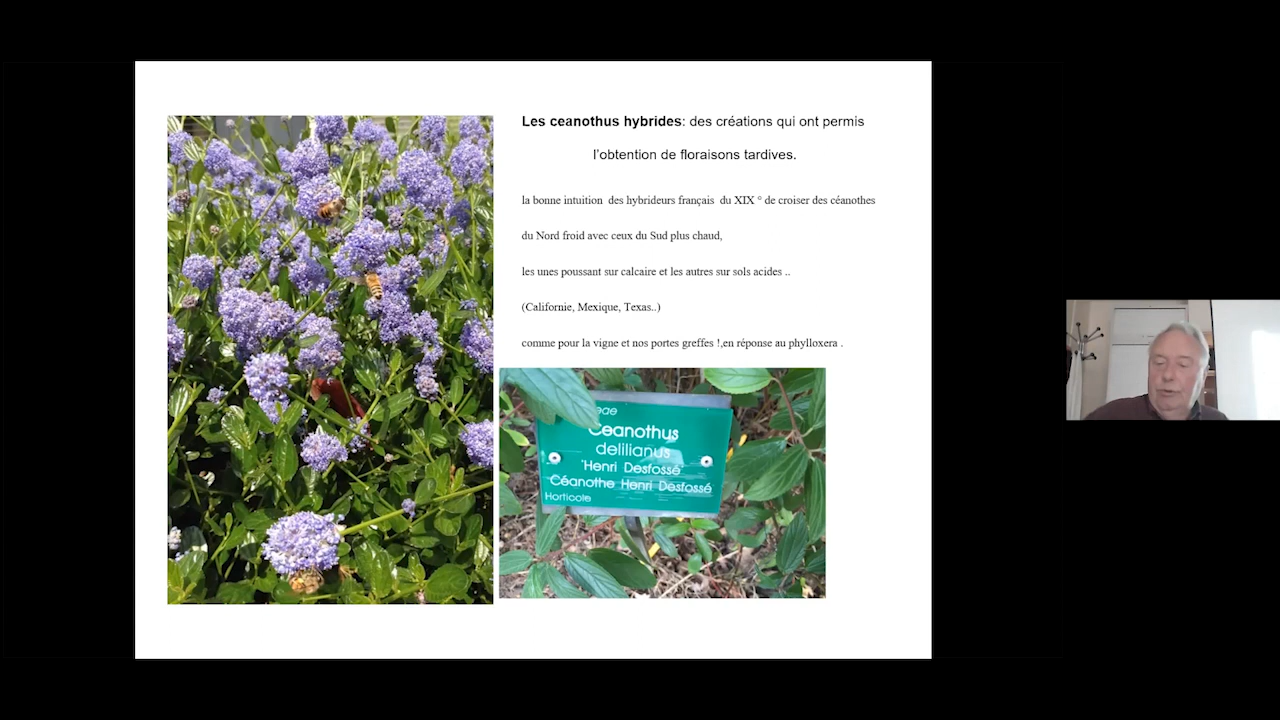 Les ceanothus hybrides: des créations qui ont permis
l'obtention de floraisons tardives.
la bonne intuition des hybrideurs français du XIX ° de croiser des céanothes
du Nord froid avec ceux du Sud plus chaud,
les unes poussant sur calcaire et les autres sur sols acides ..
(Californie, Mexique, Texas..)
comme pour la vigne et nos portes greffes !,en réponse au phylloxera .
eae
Ceanothus
delilianus
'Henri Desfossé'
Céanothe Henri Desfossé
Horticole